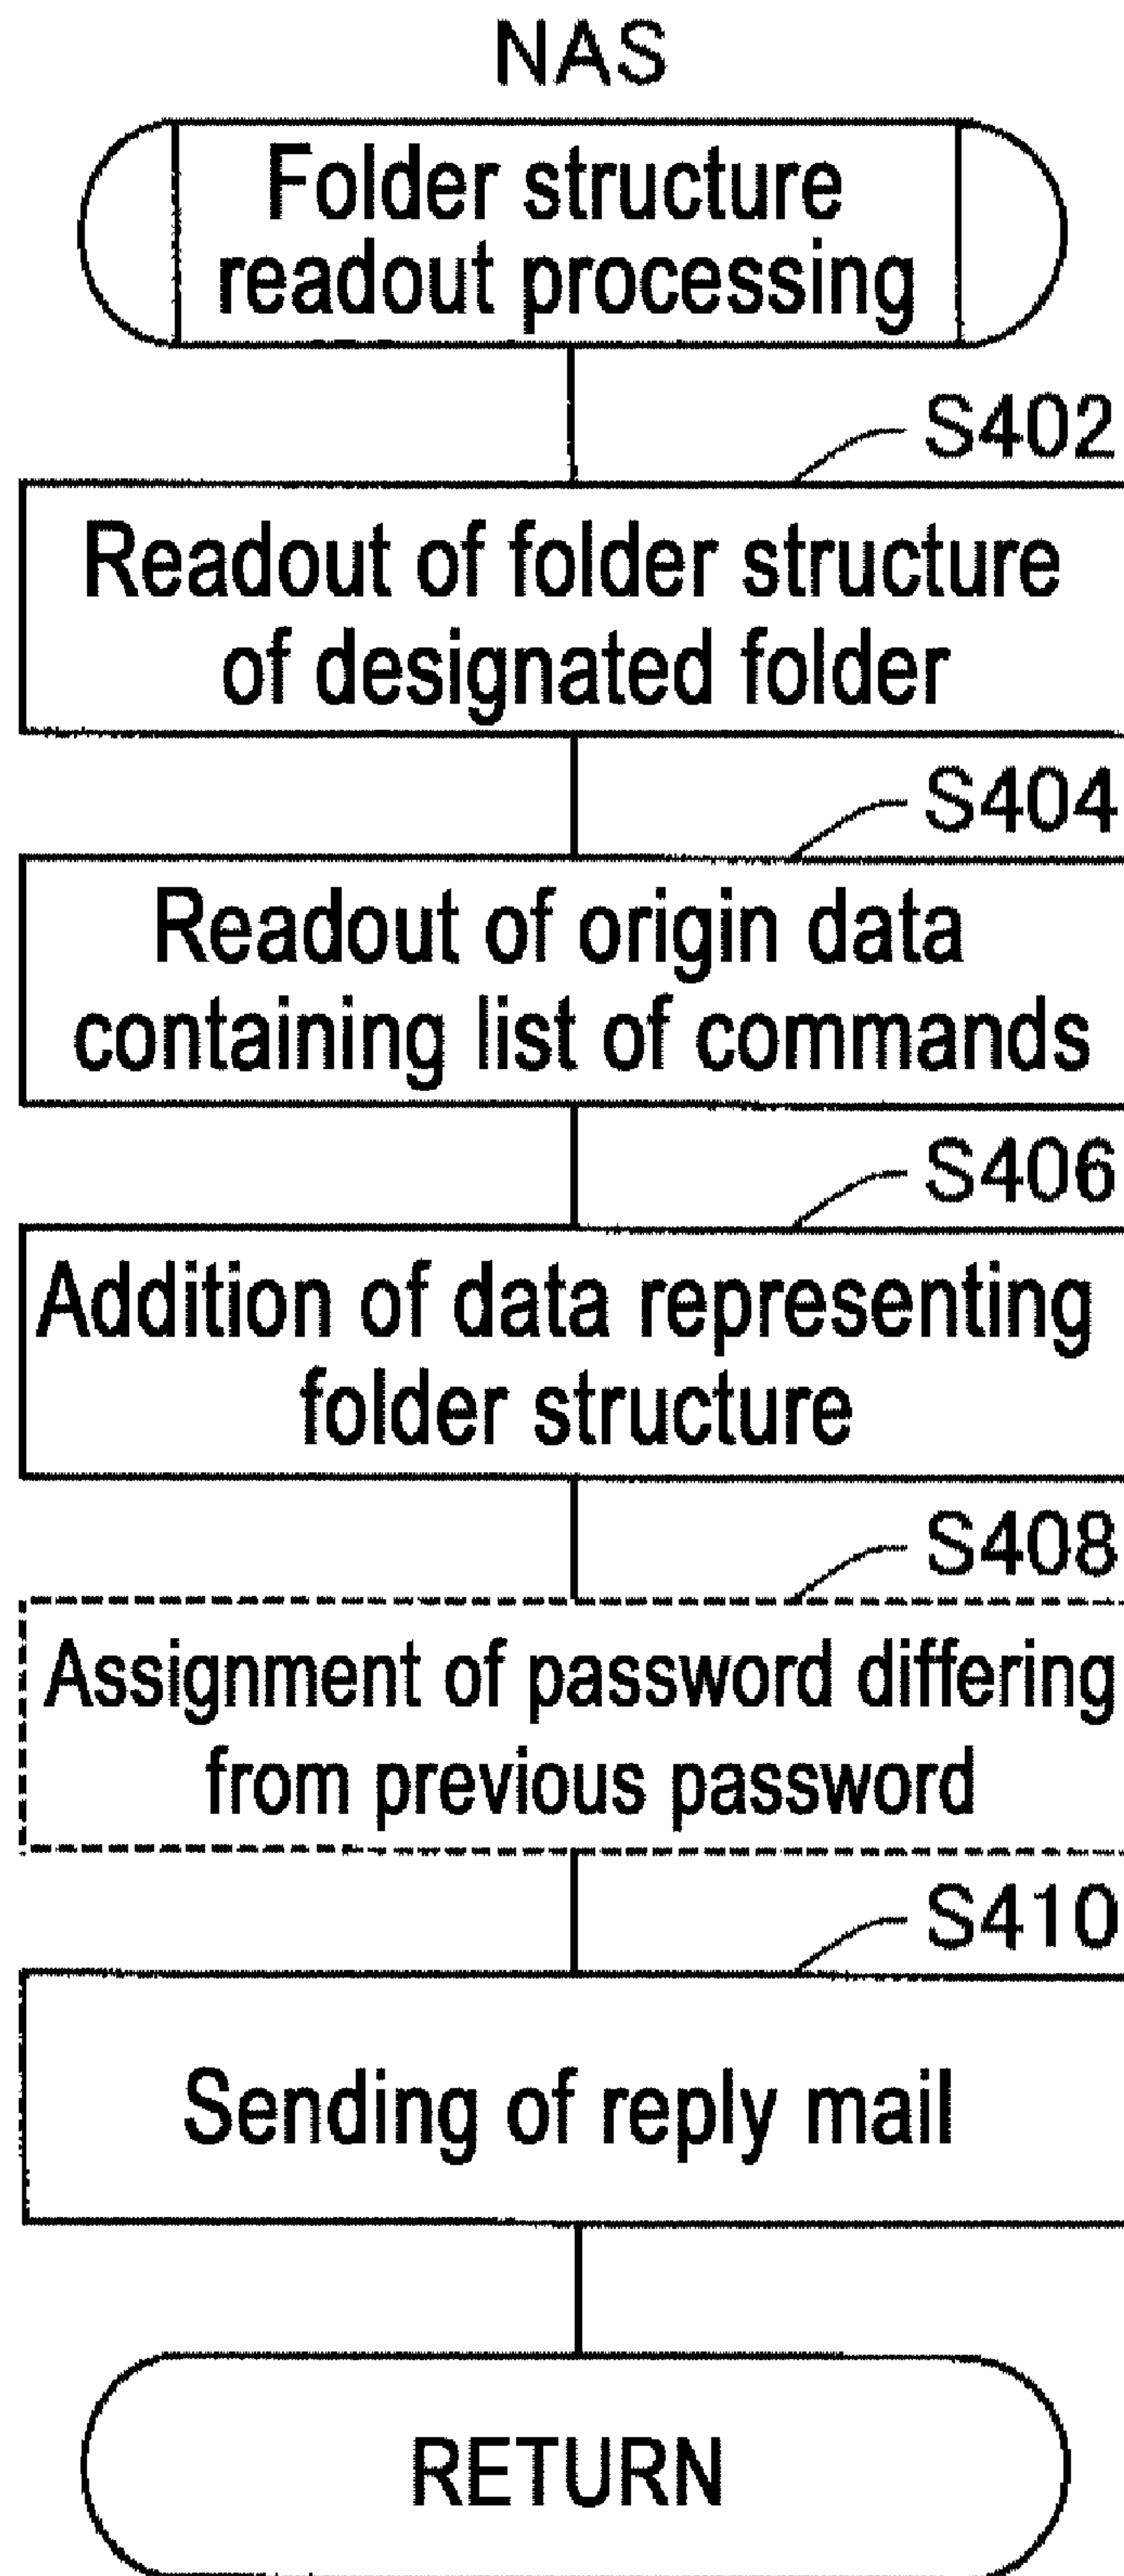 NAS
Folder structure
readout processing
S402
Readout of folder structure
of designated folder
S404
Readout of origin data
containing list of commands
S406
Addition of data representing
folder structure
S408
Assignment of password differing
from previous password
S410
Sending of reply mail
RETURN